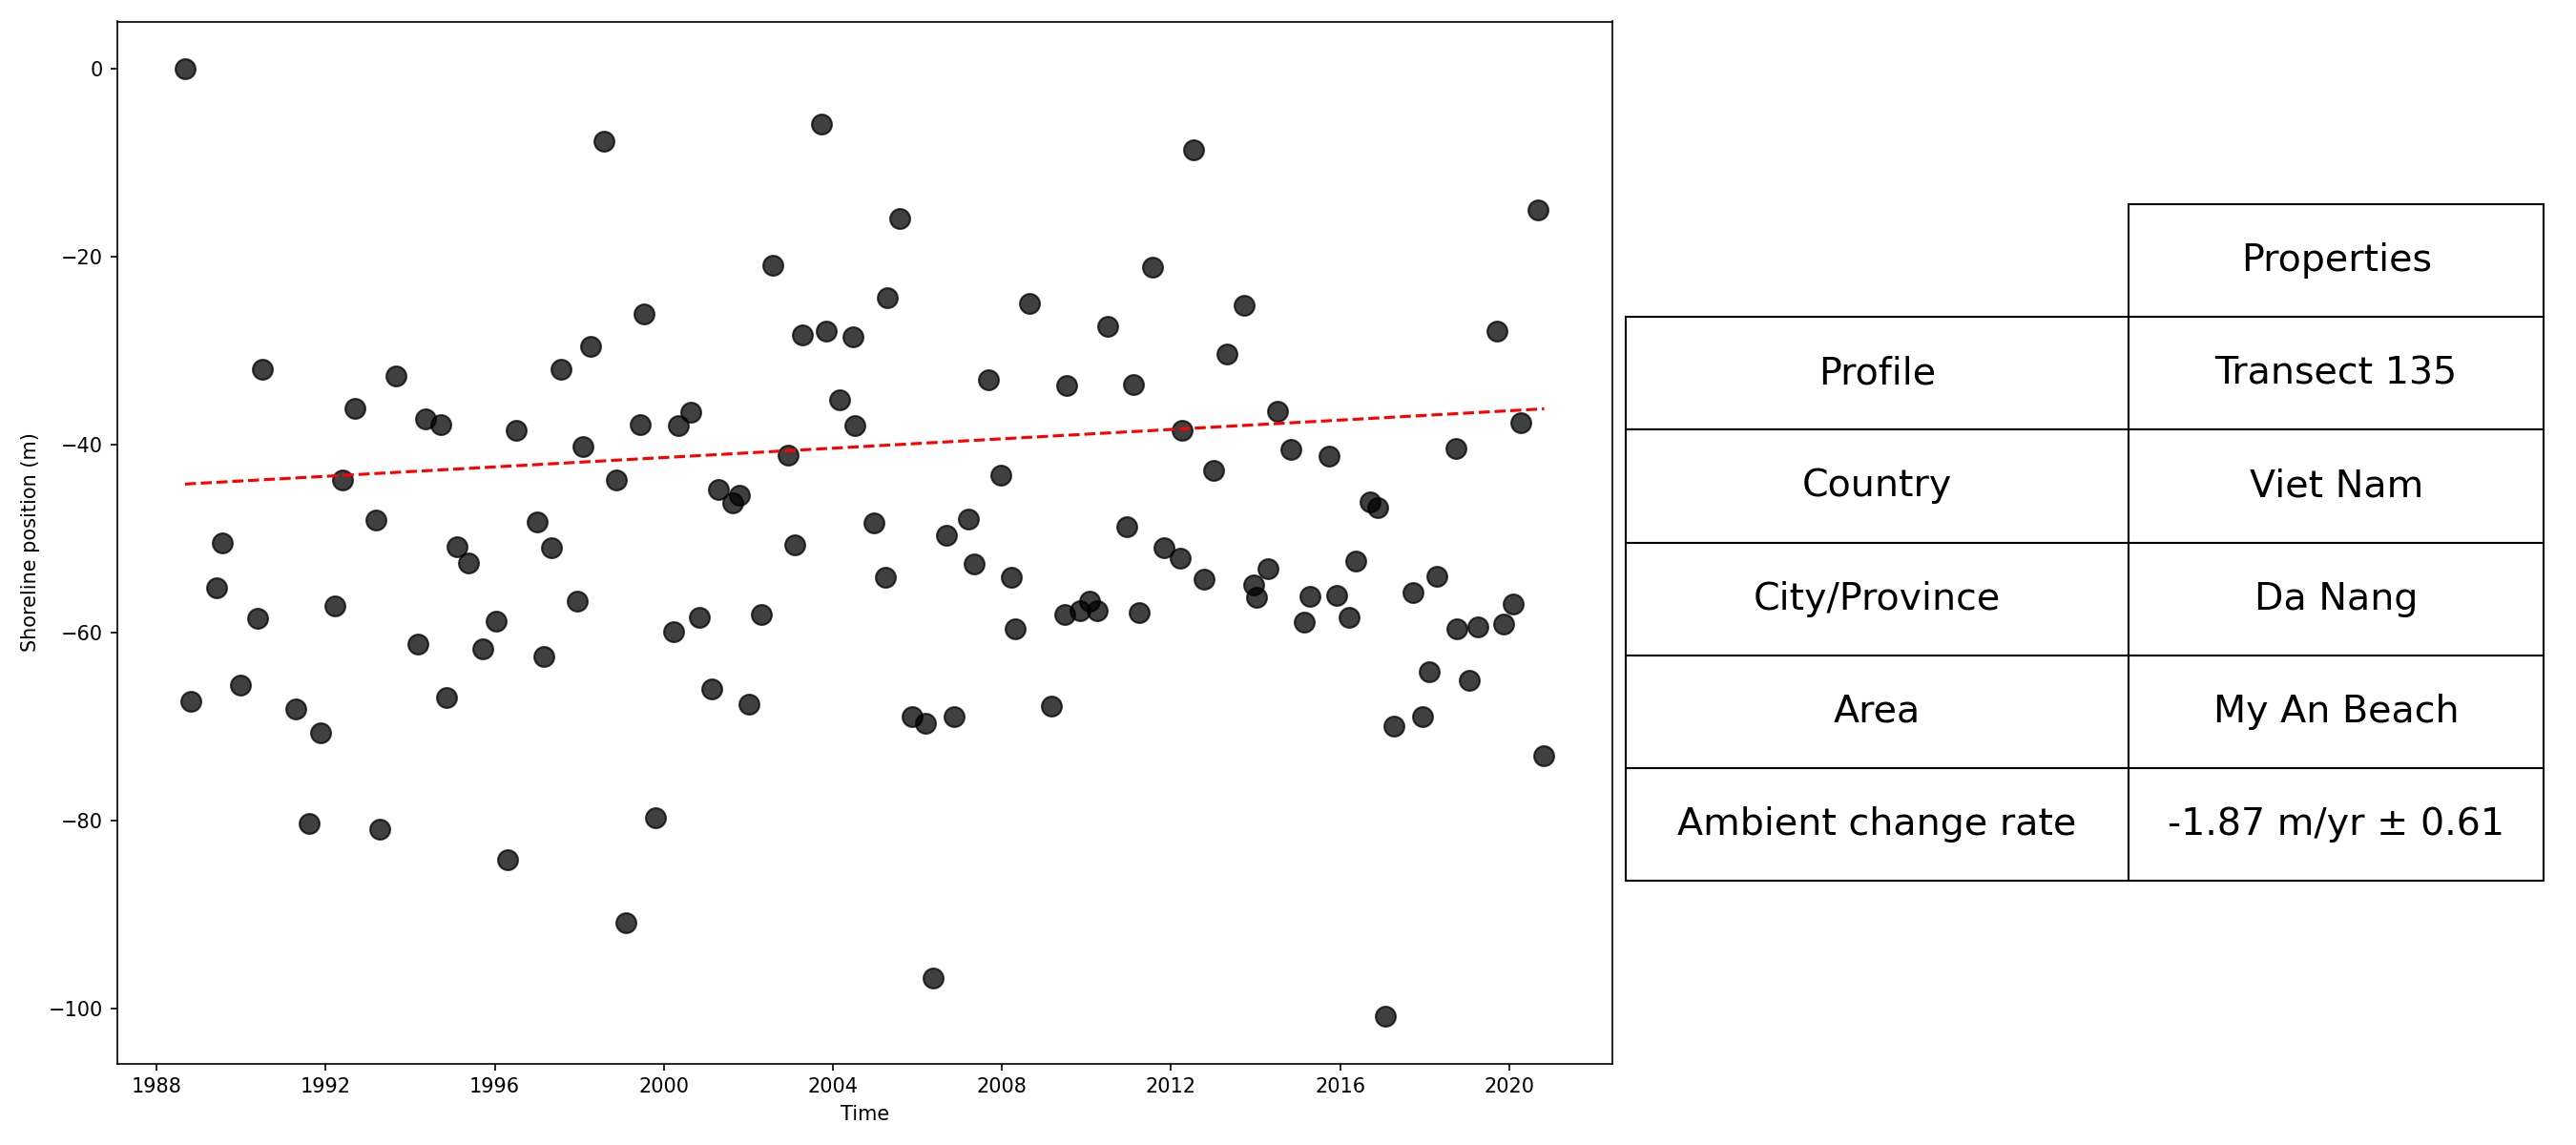 0
−20
−40
−60
−80
−100
Shoreline position (m)
1988 1992 1996 2000 2004 2008 2012 2016 2020
Time
Properties
Profile Transect 135
Country Viet Nam
City/Province Da Nang
Area My An Beach
Ambient change rate -1.87 m/yr ± 0.61